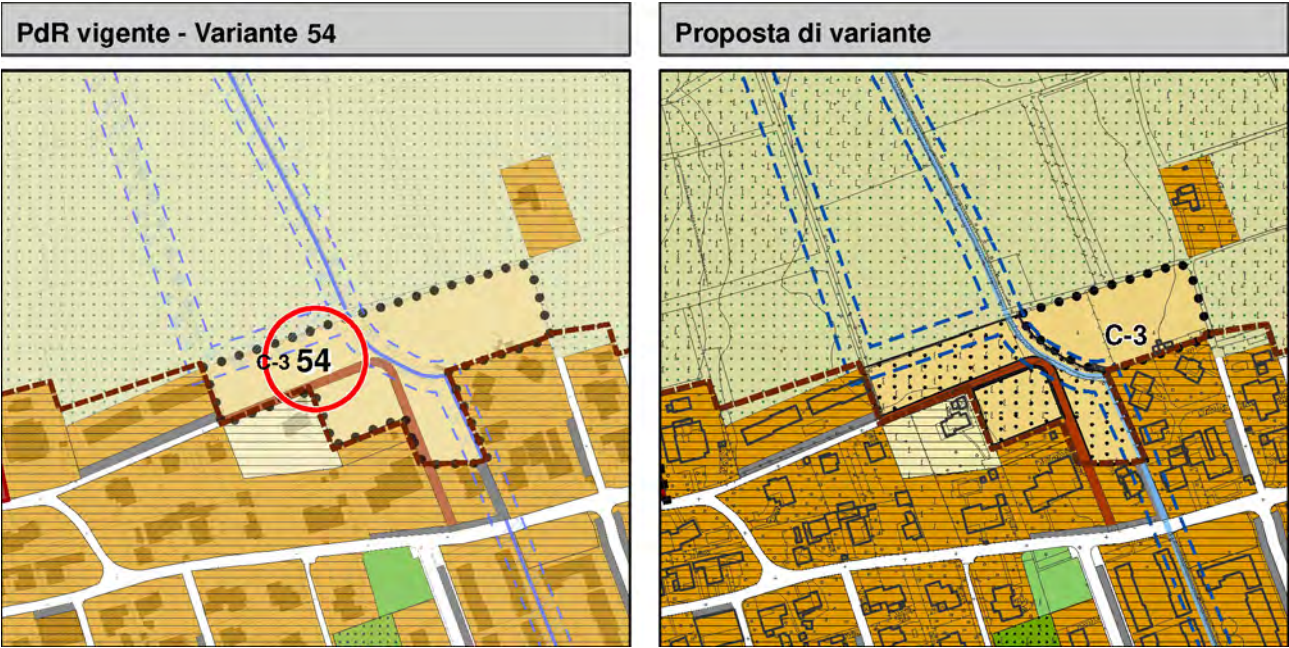 PdR vigente - Variante 54
Proposta di variante
C-3 54
C-3